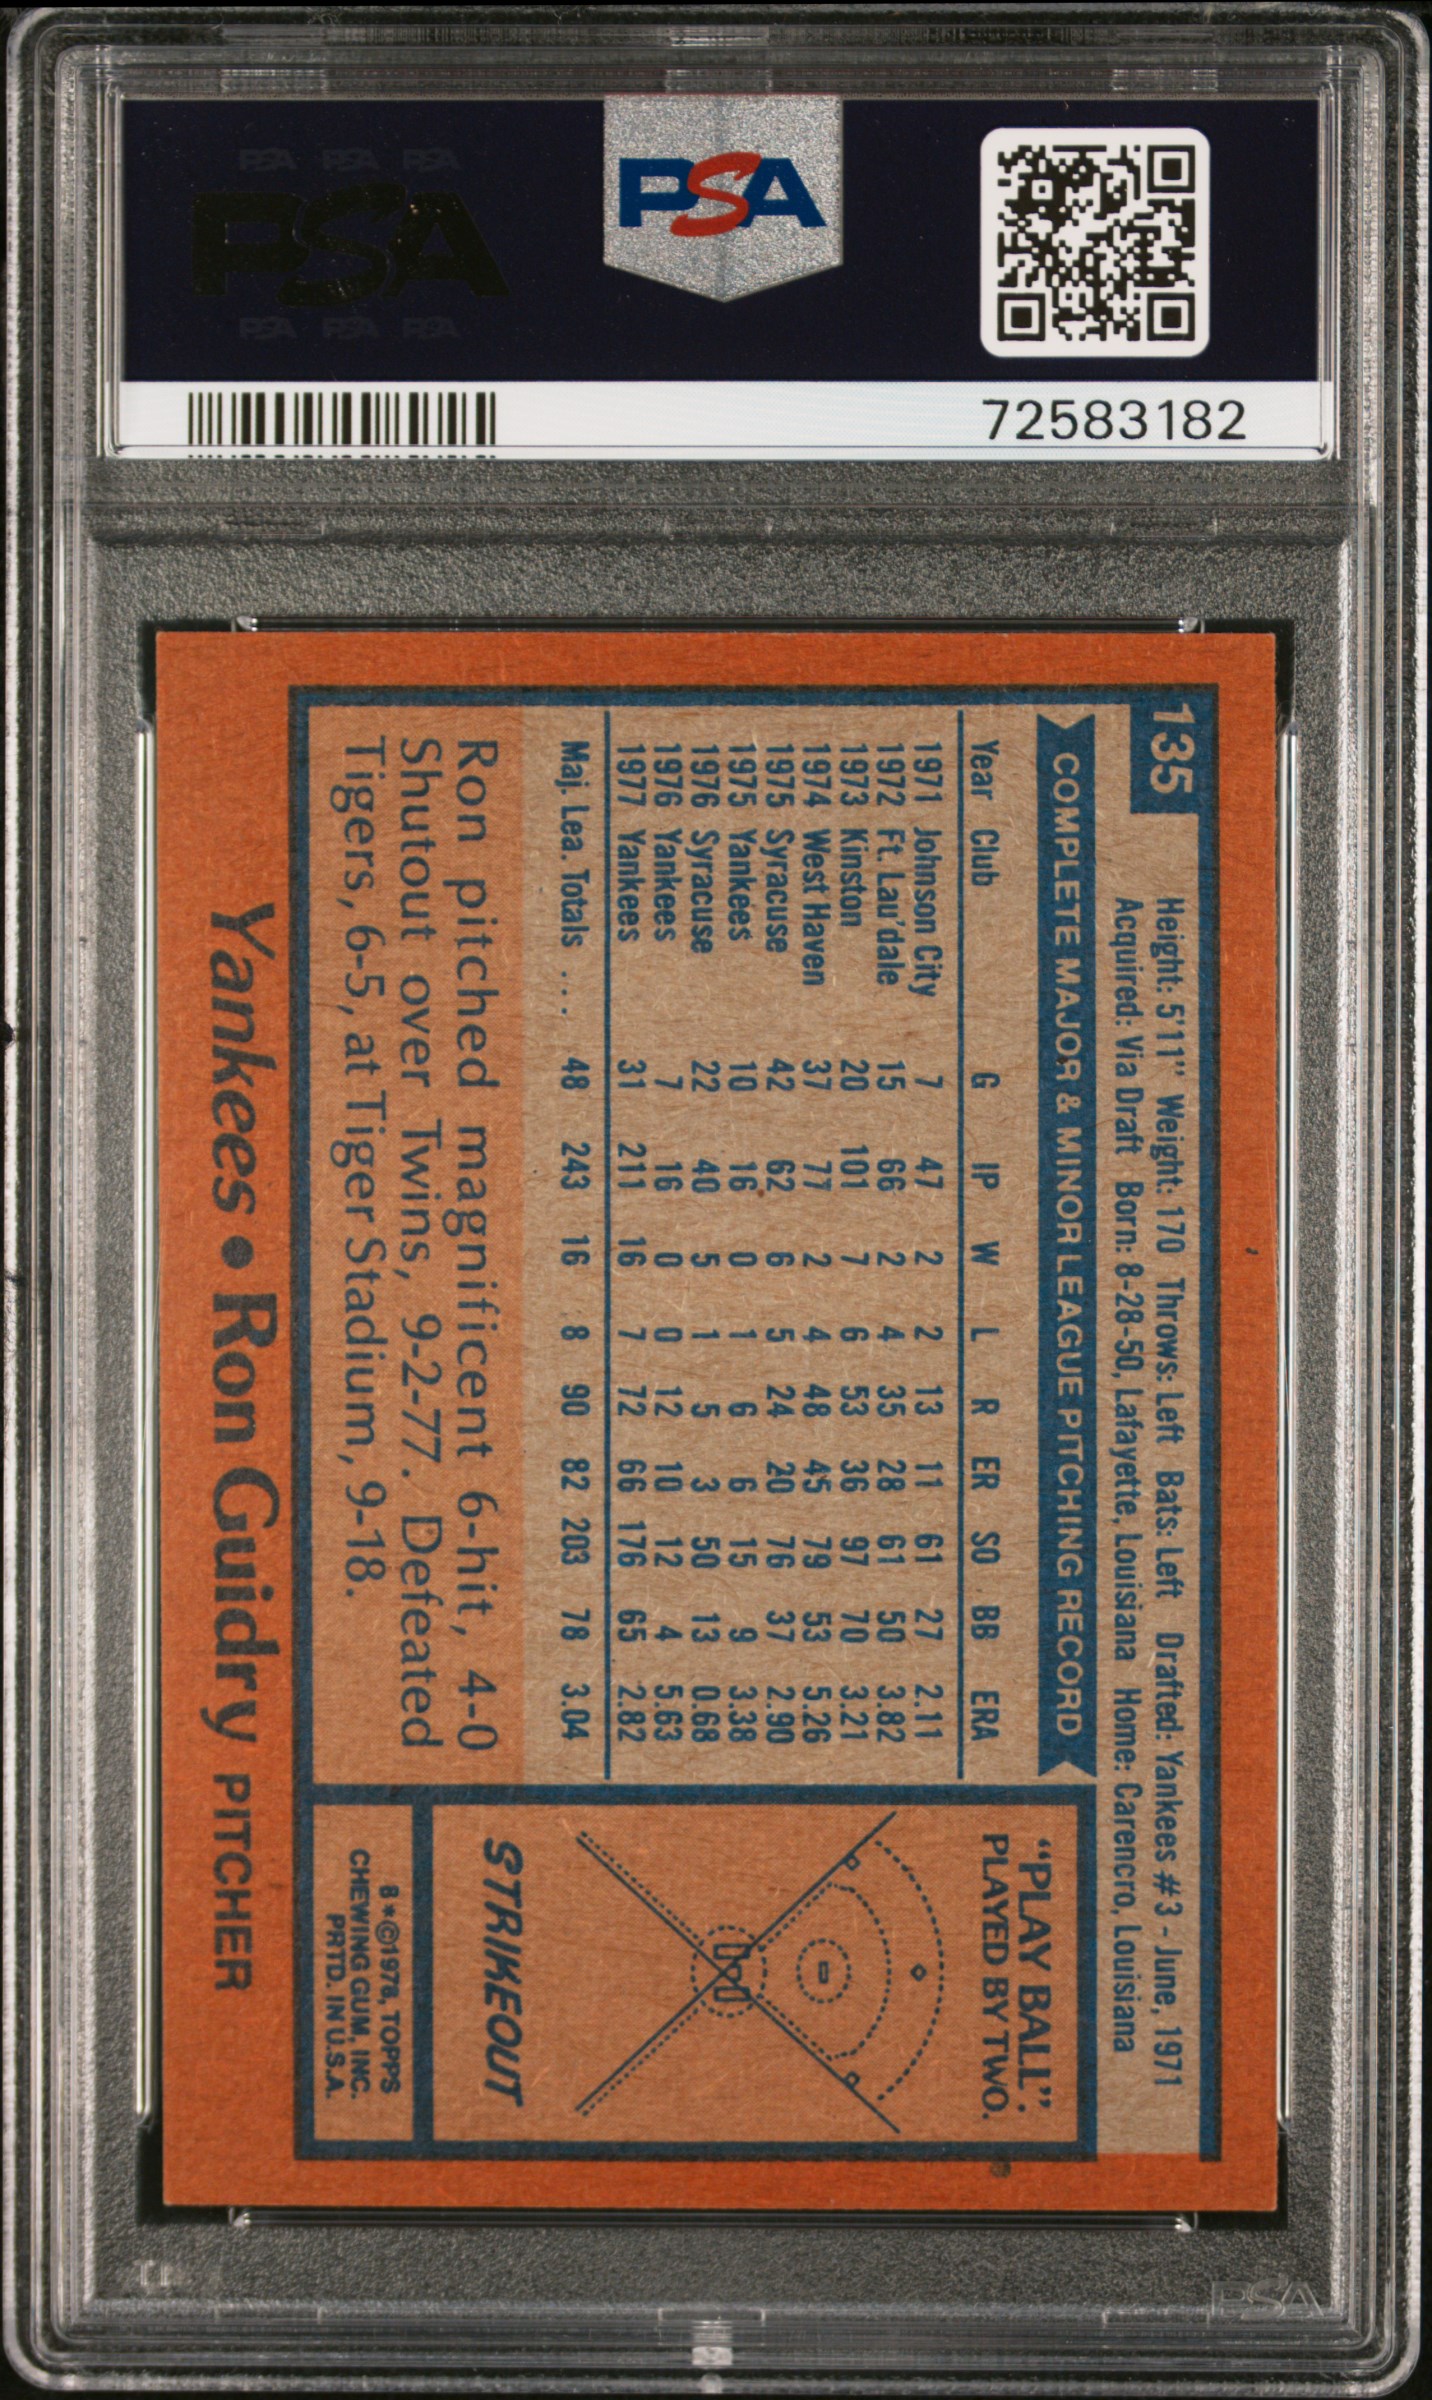 PSA PSA PSA
PSA
PSA PSA PSA
PSA
72583182
135
Height: 5'11" Weight: 170 Throws: Left Bats: Left Drafted: Yankees #3 - June, 1971
Acquired: Via Draft Born: 8-28-50, Lafayette, Louisiana Home: Carencro, Louisiana
COMPLETE MAJOR & MINOR LEAGUE PITCHING RECORD
Year Club G IP W L R ER SO BB ERA
1971 Johnson City 7 47 2 2 13 11 61 27 2.11
1972 Ft. Lau'dale 15 66 2 4 35 28 61 50 3.82
1973 Kinston 20 101 7 6 53 36 97 70 3.21
1974 West Haven 37 77 2 4 48 45 79 53 5.26
1975 Syracuse 42 62 6 5 24 20 76 37 2.90
1975 Yankees 10 16 0 1 6 6 15 9 3.38
1976 Syracuse 22 40 5 1 5 3 50 13 0.68
1976 Yankees 7 16 0 0 12 10 12 4 5.63
1977 Yankees 31 211 16 7 72 66 176 65 2.82
Maj. Lea. Totals ... 48 243 16 8 90 82 203 78 3.04
Ron pitched magnificent 6-hit, 4-0
Shutout over Twins, 9-2-77. Defeated
Tigers, 6-5, at Tiger Stadium, 9-18.
"PLAY BALL":
PLAYED BY TWO.
STRIKEOUT
8*©1978, TOPPS
CHEWING GUM, INC.
PRTD. IN U.S.A.
Yankees • Ron Guidry PITCHER
PSA